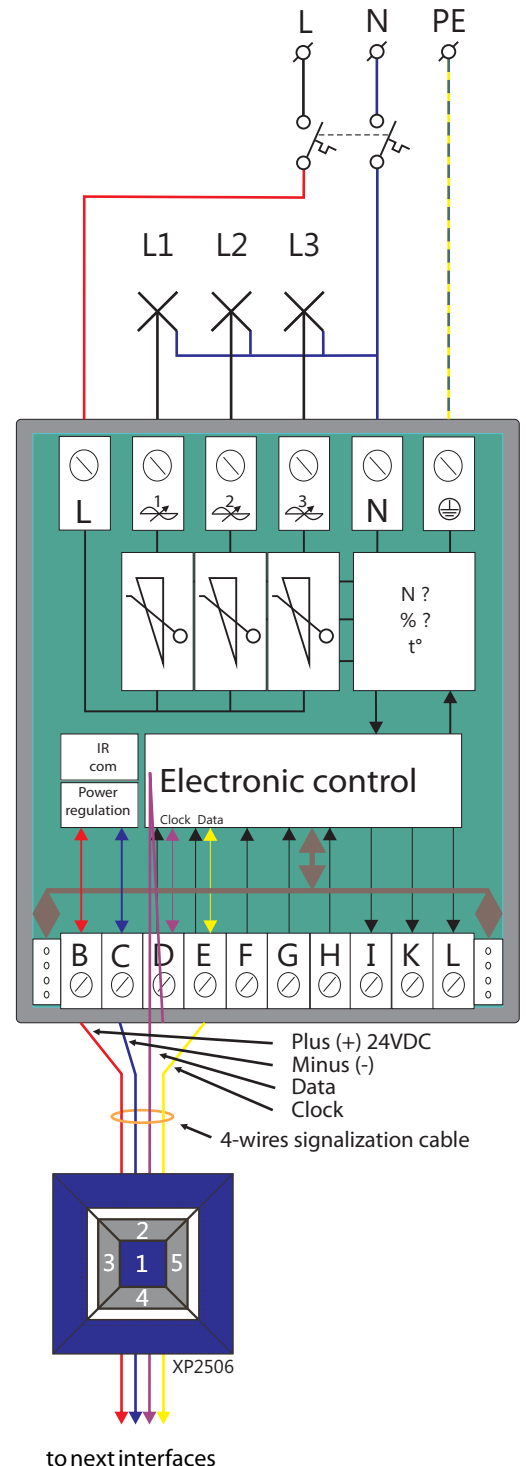 L N PE
L1 L2 L3
L 1 2 3 N
N ?
% ?
t°
IR
com
Power
regulation
Electronic control
Clock Data
B C D E F G H I K L
Plus (+) 24VDC
Minus (-)
Data
Clock
4-wires signalization cable
2
3 1 5
4
XP2506
to next interfaces